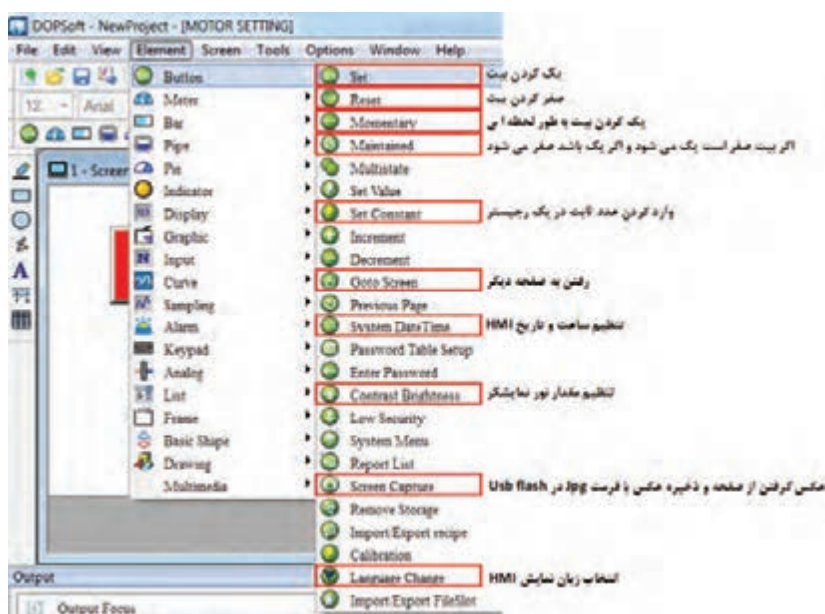 DOPSoft - NewProject - [MOTOR SETTING]
File Edit View Element Screen Tools Options Window Help
12 Arial
1 - Screen
Button
Meter
Bar
Pipe
Pie
Indicator
Display
Graphic
Input
Curve
Sampling
Alarm
Keypad
Analog
List
Frame
Basic Shape
Drawing
Multimedia
Set یک کردن بیت
Reset صفر کردن بیت
Momentary یک کردن بیت به طور لحظه ا ی
Maintained اگر بیت صفر است یک می شود و اگر یک باشد صفر می شود
Multistate
Set Value
Set Constant وارد کردن عدد ثابت در یک رجیستر
Increment
Decrement
Goto Screen رفتن به صفحه دیگر
Previous Page
System DateTime تنظیم ساعت و تاریخ HMI
Password Table Setup
Enter Password
Contrast Brightness تنظیم مقدار نور نمایشگر
Low Security
System Menu
Report List
Screen Capture عکس گرفتن از صفحه و ذخیره عکس با فرمت Jpg در Usb flash
Remove Storage
Import/Export recipe
Calibration
Language Change انتخاب زبان نمایش HMI
Import/Export FileSlot
Output
Output Focus